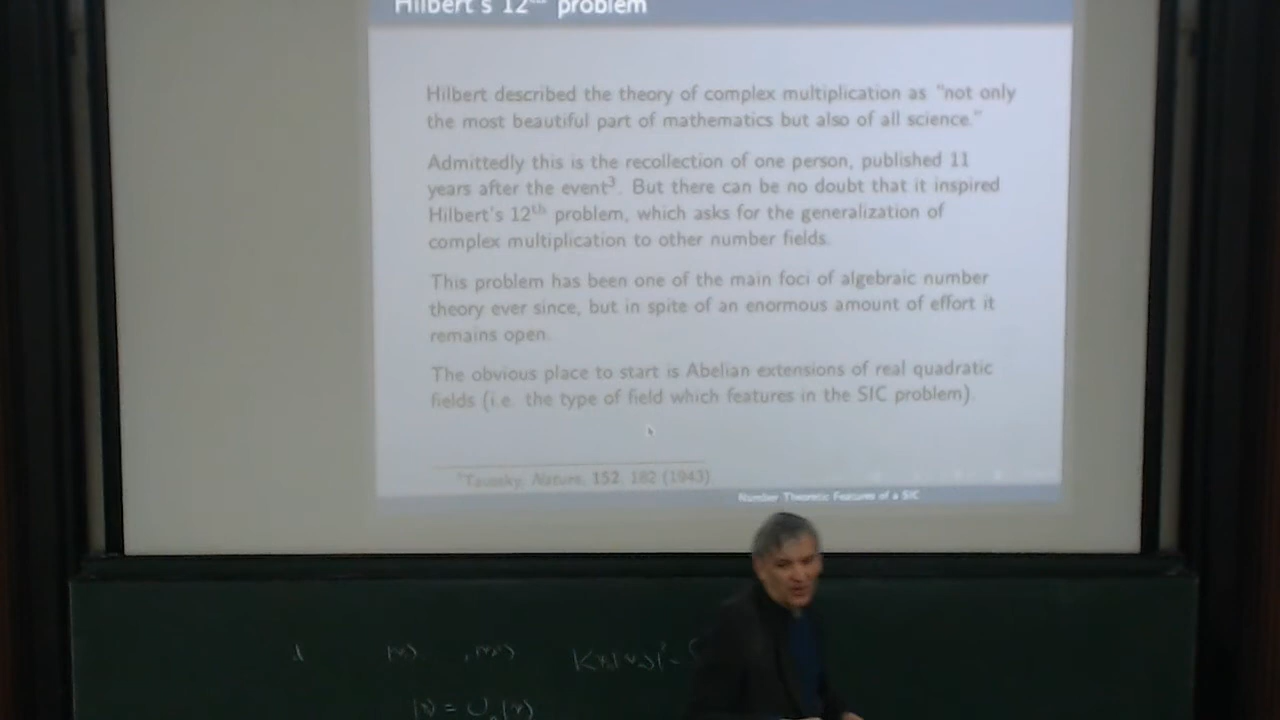 Hilbert's 12th problem
Hilbert described the theory of complex multiplication as "not only
the most beautiful part of mathematics but also of all science."
Admittedly this is the recollection of one person, published 11
years after the event³. But there can be no doubt that it inspired
Hilbert's 12th problem, which asks for the generalization of
complex multiplication to other number fields.
This problem has been one of the main foci of algebraic number
theory ever since, but in spite of an enormous amount of effort it
remains open.
The obvious place to start is Abelian extensions of real quadratic
fields (i.e. the type of field which features in the SIC problem).
³Taussky, Nature, 152, 182 (1943)
Number Theoretic Features of a SIC